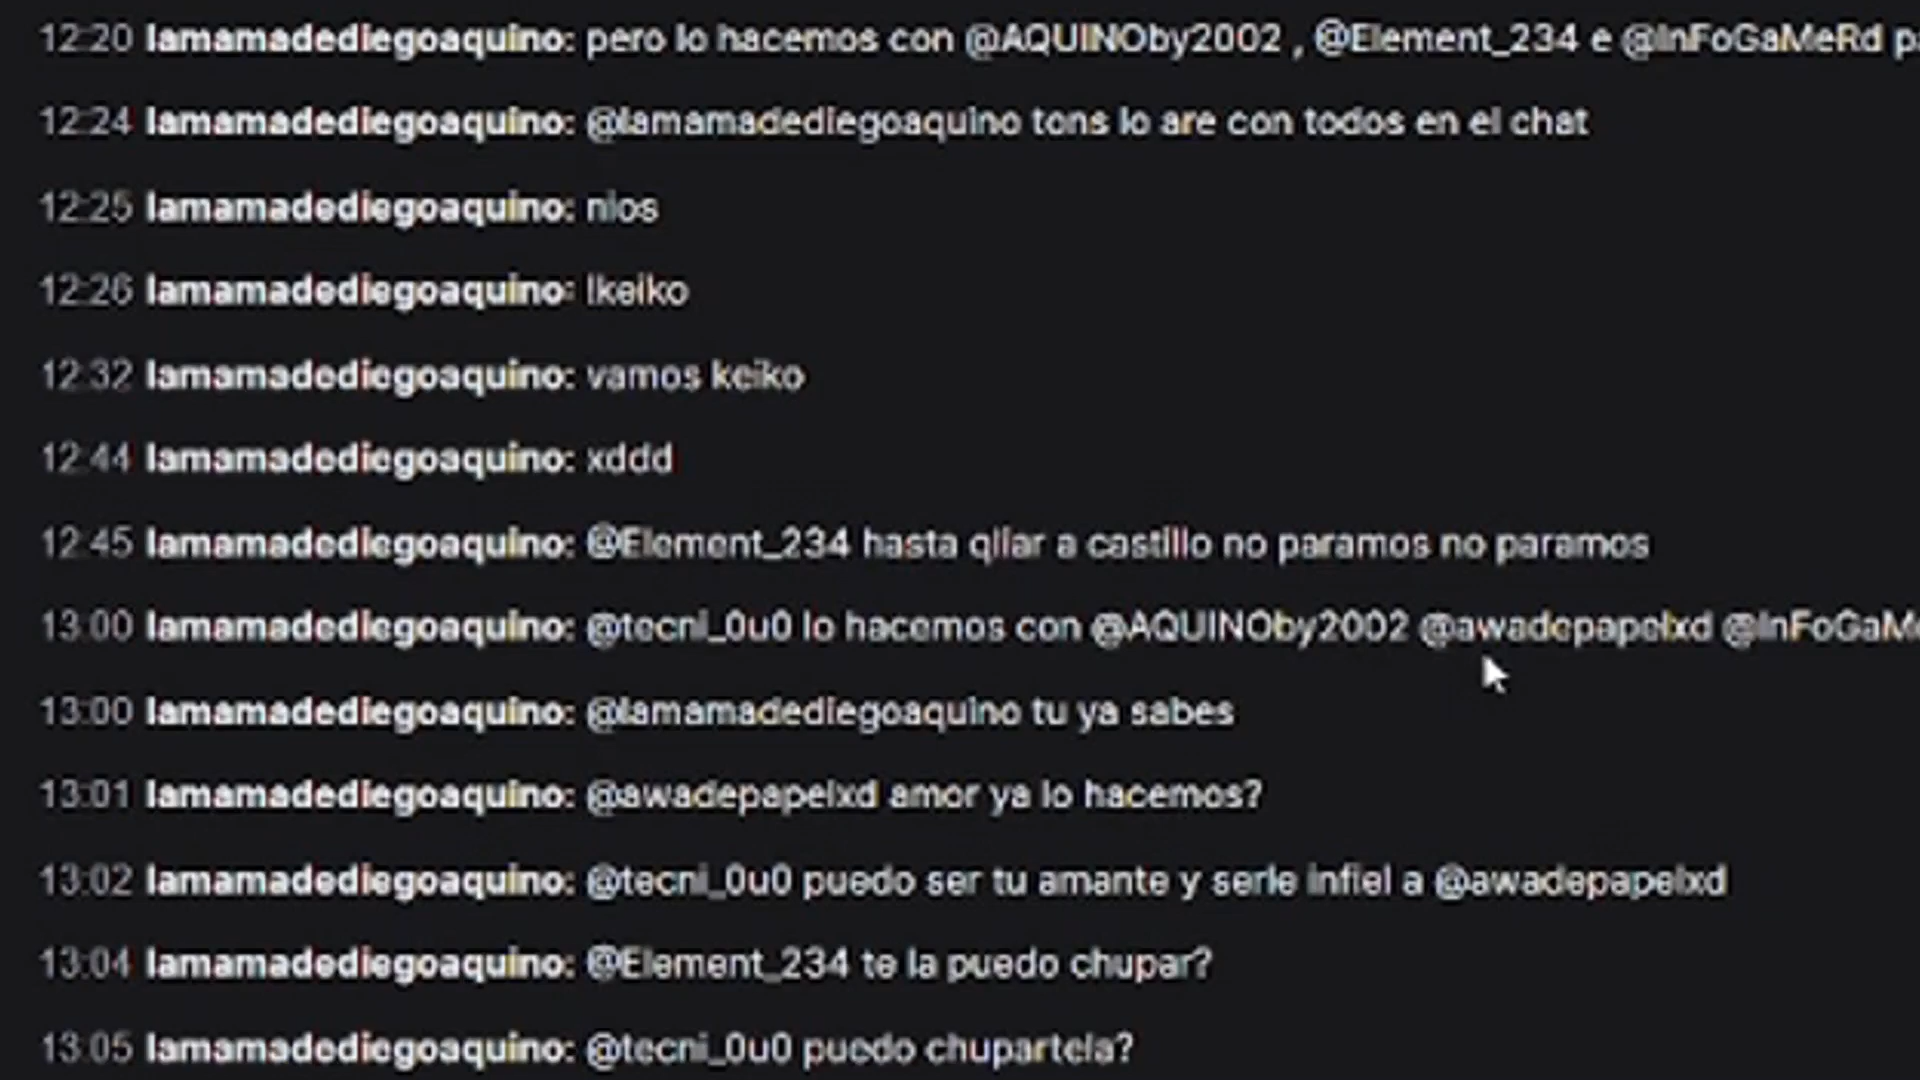 12:20 lamamadediegoaquino: pero lo hacemos con @AQUINOby2002 , @Element_234 e @InFoGaMeRd
12:24 lamamadediegoaquino: @lamamadediegoaquino tons lo are con todos en el chat
12:25 lamamadediegoaquino: nios
12:26 lamamadediegoaquino: !keiko
12:32 lamamadediegoaquino: vamos keiko
12:44 lamamadediegoaquino: xddd
12:45 lamamadediegoaquino: @Element_234 hasta qliar a castillo no paramos no paramos
13:00 lamamadediegoaquino: @tecni_0u0 lo hacemos con @AQUINOby2002 @awadepapelxd @InFoGaMe
13:00 lamamadediegoaquino: @lamamadediegoaquino tu ya sabes
13:01 lamamadediegoaquino: @awadepapelxd amor ya lo hacemos?
13:02 lamamadediegoaquino: @tecni_0u0 puedo ser tu amante y serle infiel a @awadepapelxd
13:04 lamamadediegoaquino: @Element_234 te la puedo chupar?
13:05 lamamadediegoaquino: @tecni_0u0 puedo chupartela?